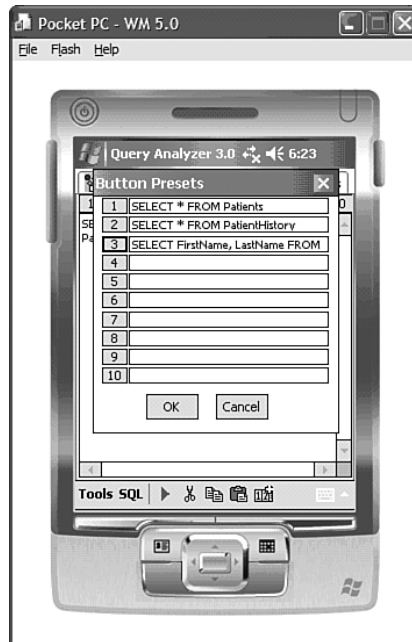 Pocket PC - WM 5.0
File Flash Help
Query Analyzer 3.0 6:23
Button Presets
1 SELECT * FROM Patients
2 SELECT * FROM PatientHistory
3 SELECT FirstName, LastName FROM
4
5
6
7
8
9
10
OK Cancel
Tools SQL